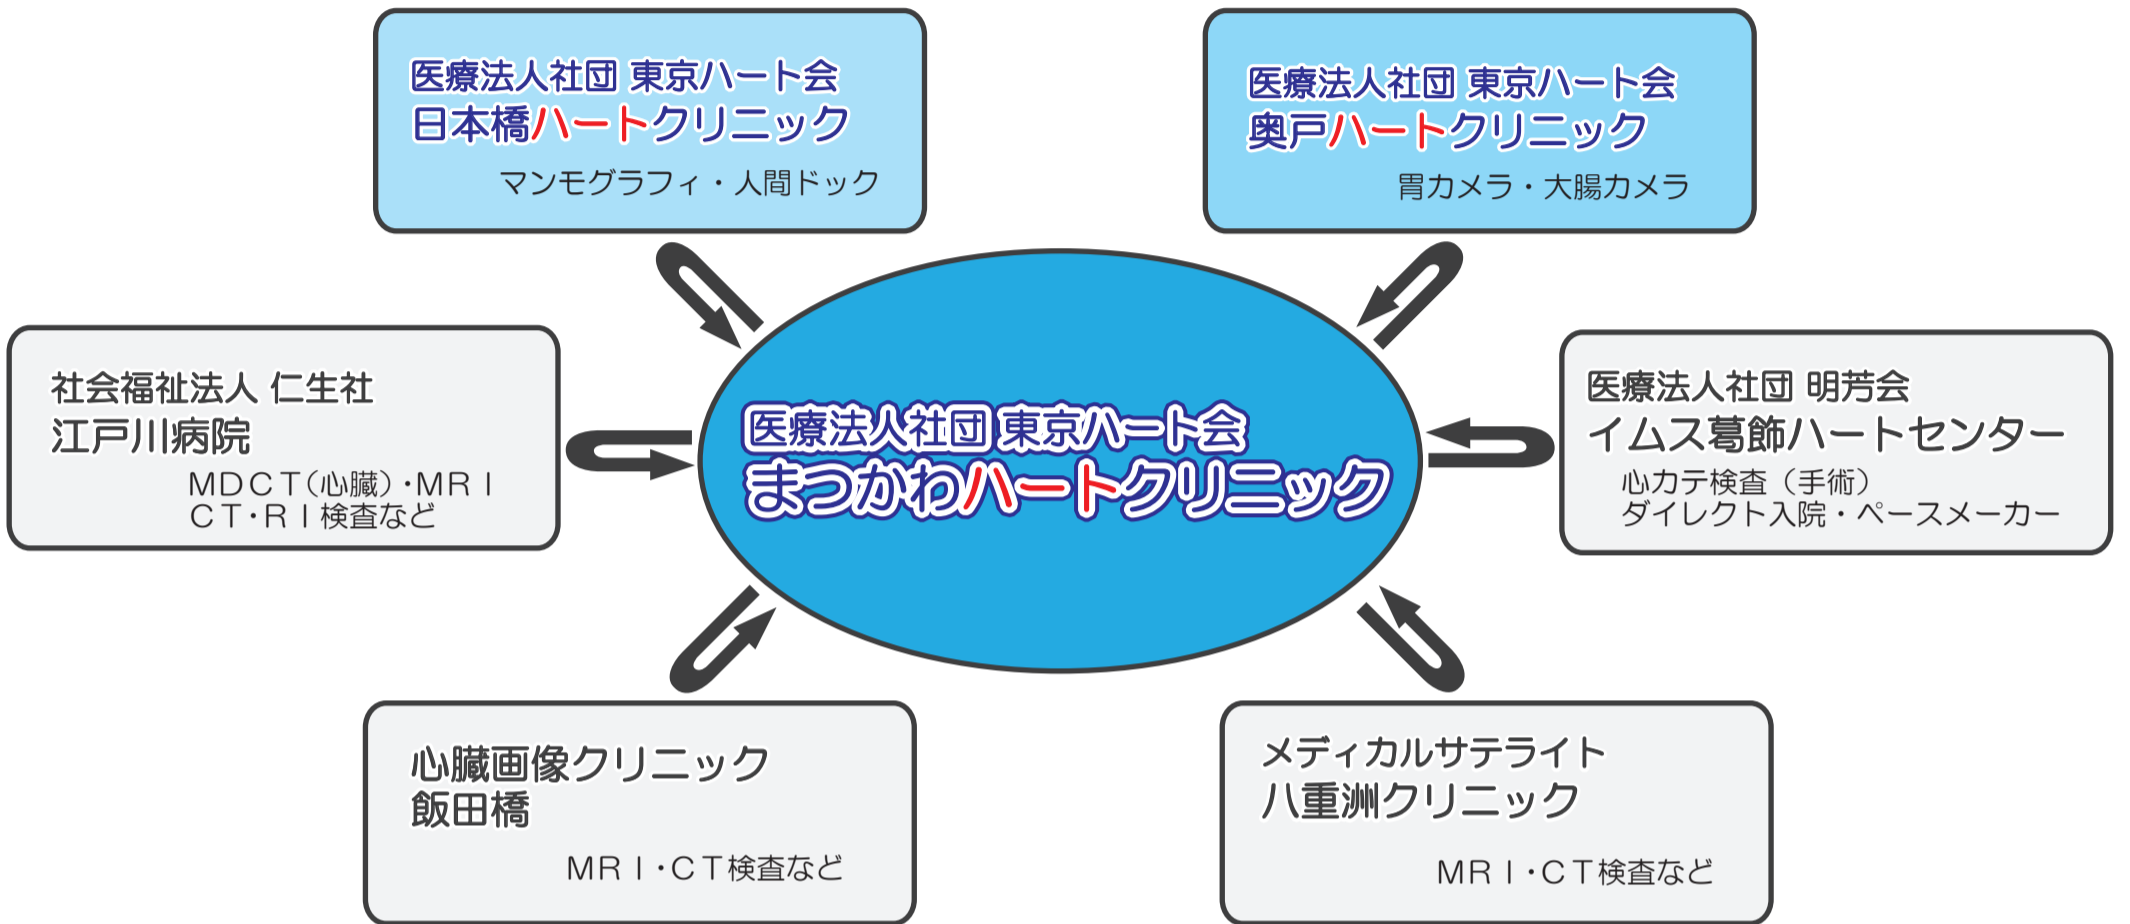 医療法人社団 東京ハート会
日本橋ハートクリニック
マンモグラフィ・人間ドック
医療法人社団 東京ハート会
奥戸ハートクリニック
胃カメラ・大腸カメラ
社会福祉法人 仁生社
江戸川病院
MDCT(心臓)・MRI
CT・RI検査など
医療法人社団 東京ハート会
まつかわハートクリニック
医療法人社団 明芳会
イムス葛飾ハートセンター
心カテ検査（手術）
ダイレクト入院・ペースメーカー
心臓画像クリニック
飯田橋
MRI・CT検査など
メディカルサテライト
八重洲クリニック
MRI・CT検査など